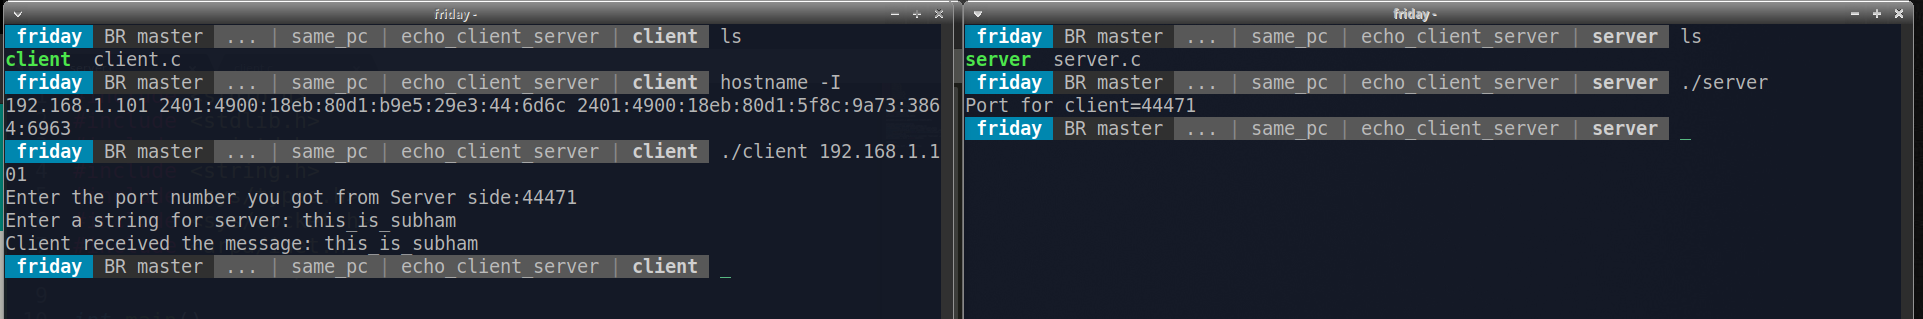 friday -
friday BR master ... | same_pc | echo_client_server | client ls
client client.c
friday BR master ... | same_pc | echo_client_server | client hostname -I
192.168.1.101 2401:4900:18eb:80d1:b9e5:29e3:44:6d6c 2401:4900:18eb:80d1:5f8c:9a73:386
4:6963
friday BR master ... | same_pc | echo_client_server | client ./client 192.168.1.1
01
Enter the port number you got from Server side:44471
Enter a string for server: this_is_subham
Client received the message: this_is_subham
friday BR master ... | same_pc | echo_client_server | client _
friday -
friday BR master ... | same_pc | echo_client_server | server ls
server server.c
friday BR master ... | same_pc | echo_client_server | server ./server
Port for client=44471
friday BR master ... | same_pc | echo_client_server | server _